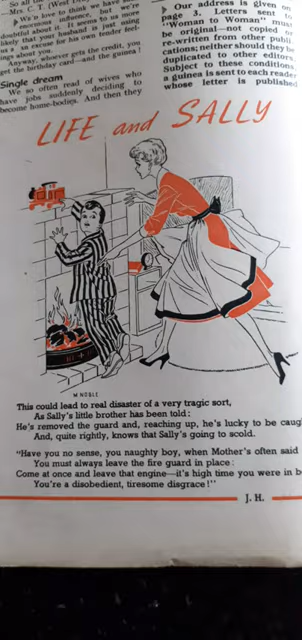 So all
Mrs. C. T. (West
We'd love to think we have
enormous influence, but we're
doubtful about it. It seems to us more
likely that your husband is just using
us as an excuse for his own tender feel-
ings about you.
Anyway, whoever gets the credit, you
get the birthday card—and the guinea!
Single dream
We so often read of wives who
have jobs suddenly deciding to
become home-bodies. And they
Our address is given on
page 3. Letters sent to
"Woman to Woman" must
be original—not copied or
re-written from other publi-
cations; neither should they be
duplicated to other editors.
Subject to these conditions
a guinea is sent to each reader
whose letter is published
LIFE and SALLY
M. NOBLE
This could lead to real disaster of a very tragic sort,
As Sally's little brother has been told:
He's removed the guard and, reaching up, he's lucky to be caug
And, quite rightly, knows that Sally's going to scold.
"Have you no sense, you naughty boy, when Mother's often said
You must always leave the fire guard in place:
Come at once and leave that engine—it's high time you were in b
You're a disobedient, tiresome disgrace!"
J. H.